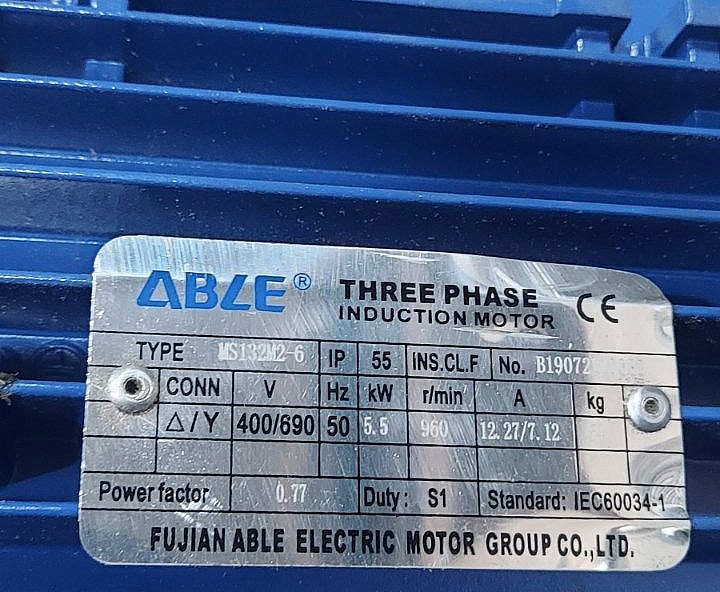 ABLE® THREE PHASE
INDUCTION MOTOR CE
TYPE MS132M2-6 IP 55 INS.CL.F No. B19072
CONN V Hz kW r/min A kg
△/Y 400/690 50 5.5 960 12.27/7.12
Power factor 0.77 Duty: S1 Standard: IEC60034-1
FUJIAN ABLE ELECTRIC MOTOR GROUP CO.,LTD.